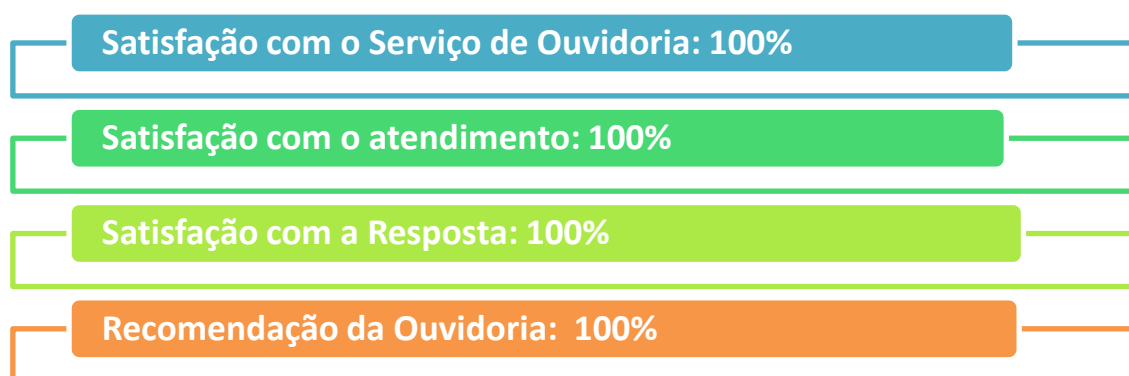 Satisfação com o Serviço de Ouvidoria: 100%
Satisfação com o atendimento: 100%
Satisfação com a Resposta: 100%
Recomendação da Ouvidoria:  100%